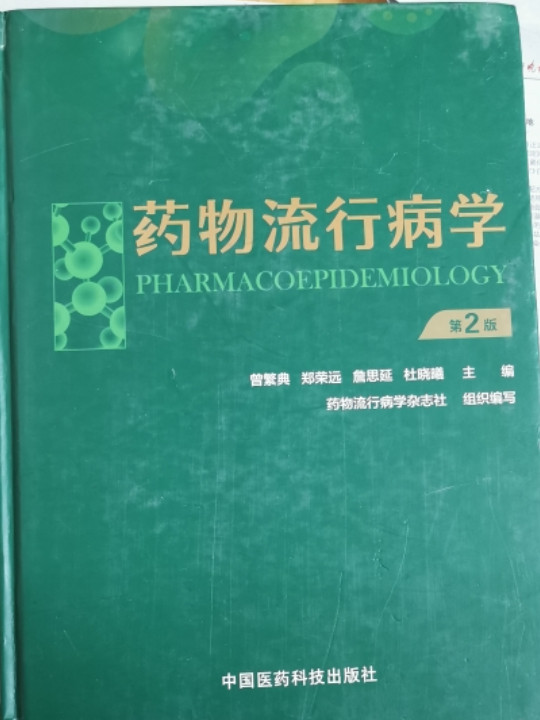 药物流行病学
PHARMACOEPIDEMIOLOGY
第2版
曾繁典 郑荣远 詹思延 杜晓曦 主 编
药物流行病学杂志社 组织编写
中国医药科技出版社